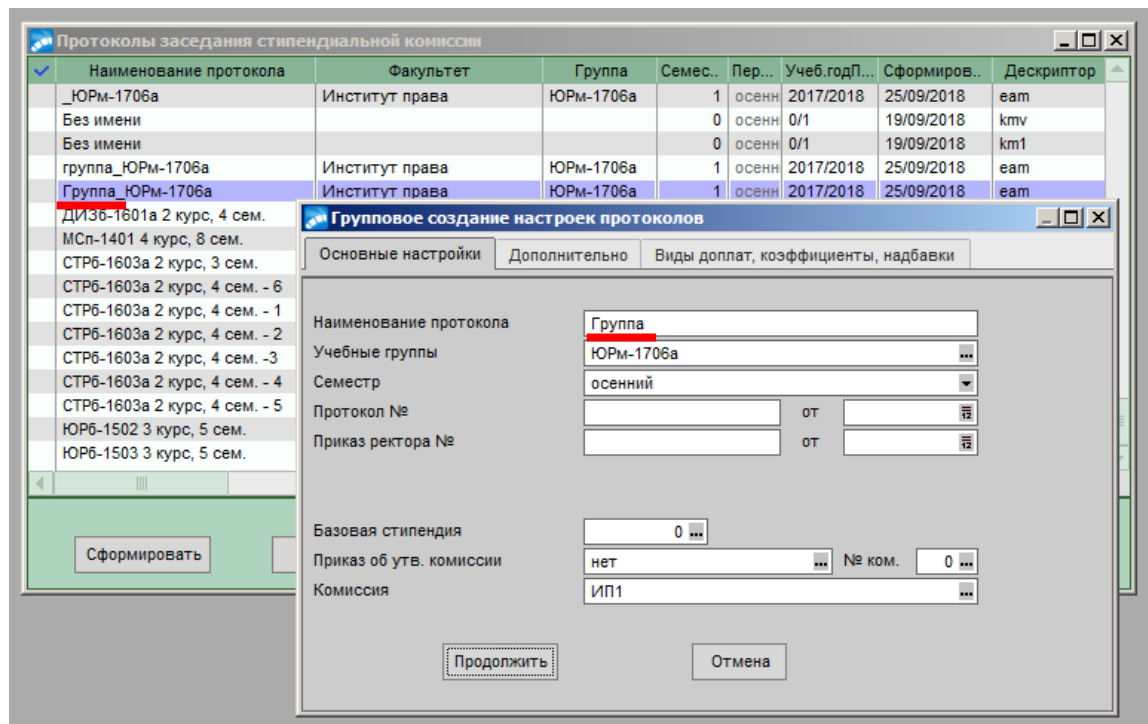 Протоколы заседания стипендиальной комиссии
Наименование протокола Факультет Группа Семес.. Пер... Учеб.годП... Сформиров.. Дескриптор
_ЮРм-1706а Институт права ЮРм-1706а 1 осенн 2017/2018 25/09/2018 eam
Без имени 0 осенн 0/1 19/09/2018 kmv
Без имени 0 осенн 0/1 19/09/2018 km1
группа_ЮРм-1706а Институт права ЮРм-1706а 1 осенн 2017/2018 25/09/2018 eam
Группа_ЮРм-1706а Институт права ЮРм-1706а 1 осенн 2017/2018 25/09/2018 eam
ДИЗб-1601а 2 курс, 4 сем.
МСп-1401 4 курс, 8 сем.
СТРб-1603а 2 курс, 3 сем.
СТРб-1603а 2 курс, 4 сем. - 6
СТРб-1603а 2 курс, 4 сем. - 1
СТРб-1603а 2 курс, 4 сем. - 2
СТРб-1603а 2 курс, 4 сем. -3
СТРб-1603а 2 курс, 4 сем. - 4
СТРб-1603а 2 курс, 4 сем. - 5
ЮРб-1502 3 курс, 5 сем.
ЮРб-1503 3 курс, 5 сем.
Сформировать
Групповое создание настроек протоколов
Основные настройки Дополнительно Виды доплат, коэффициенты, надбавки
Наименование протокола Группа
Учебные группы ЮРм-1706а ...
Семестр осенний
Протокол № от 12
Приказ ректора № от 12
Базовая стипендия 0 ...
Приказ об утв. комиссии нет ... № ком. 0 ...
Комиссия ИП1 ...
Продолжить Отмена